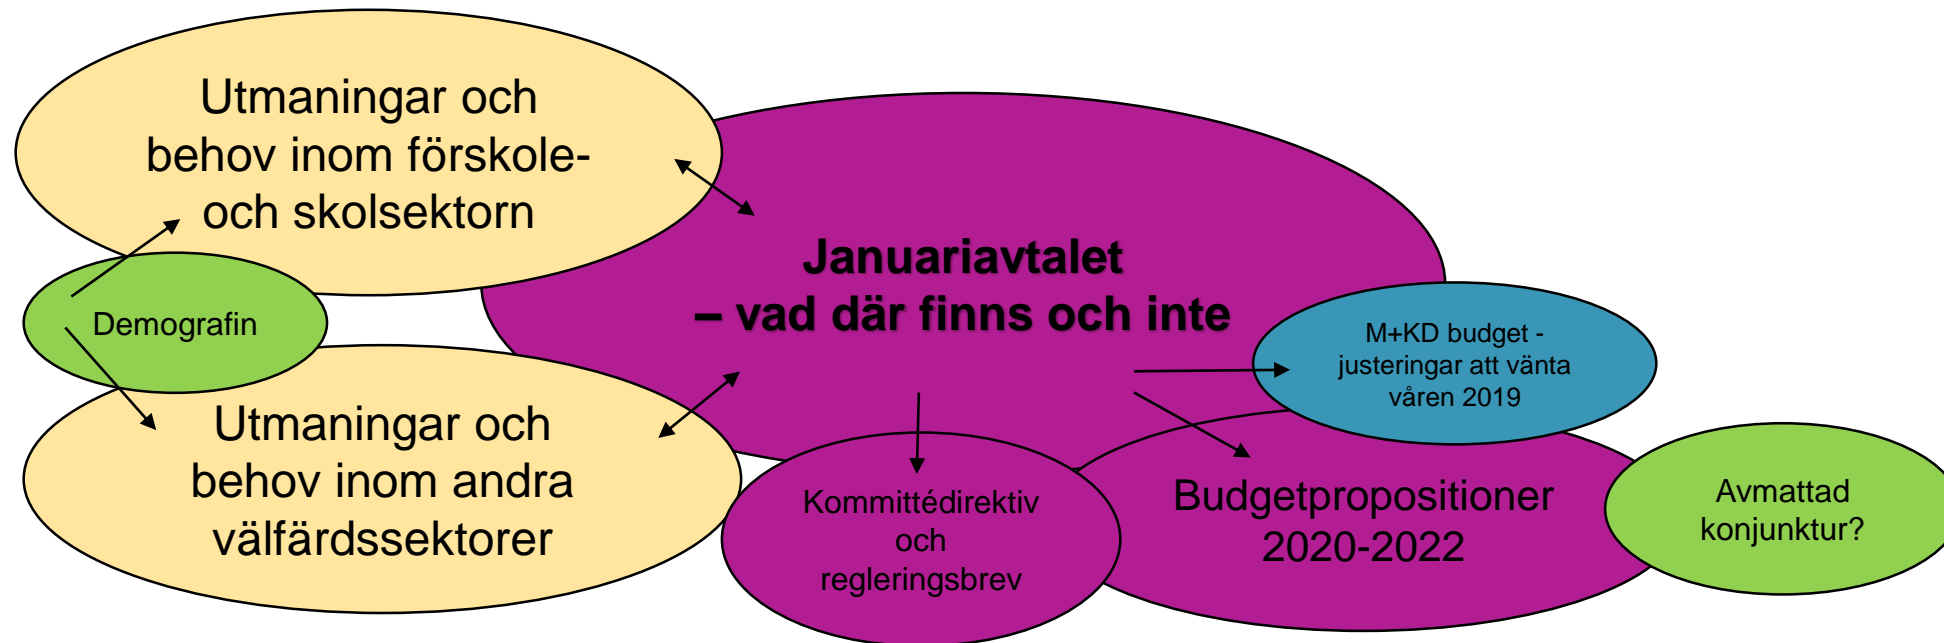 Utmaningar och
behov inom förskole-
och skolsektorn
Januariavtalet
– vad där finns och inte
Demografin
M+KD budget -
justeringar att vänta
våren 2019
Utmaningar och
behov inom andra
välfärdssektorer
Kommittédirektiv
och
regleringsbrev
Budgetpropositioner
2020-2022
Avmattad
konjunktur?